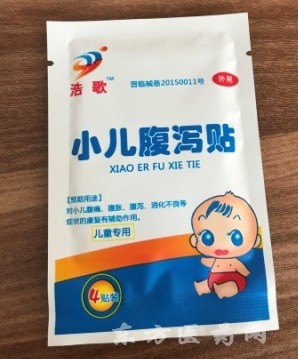 浩歌™
晋临械备20150011号
外用
小儿腹泻贴
XIAO ER FU XIE TIE
【预期用途】
对小儿腹痛、腹胀、腹泻、消化不良等
症状的康复有辅助作用。
儿童专用
4贴装
东方医药网